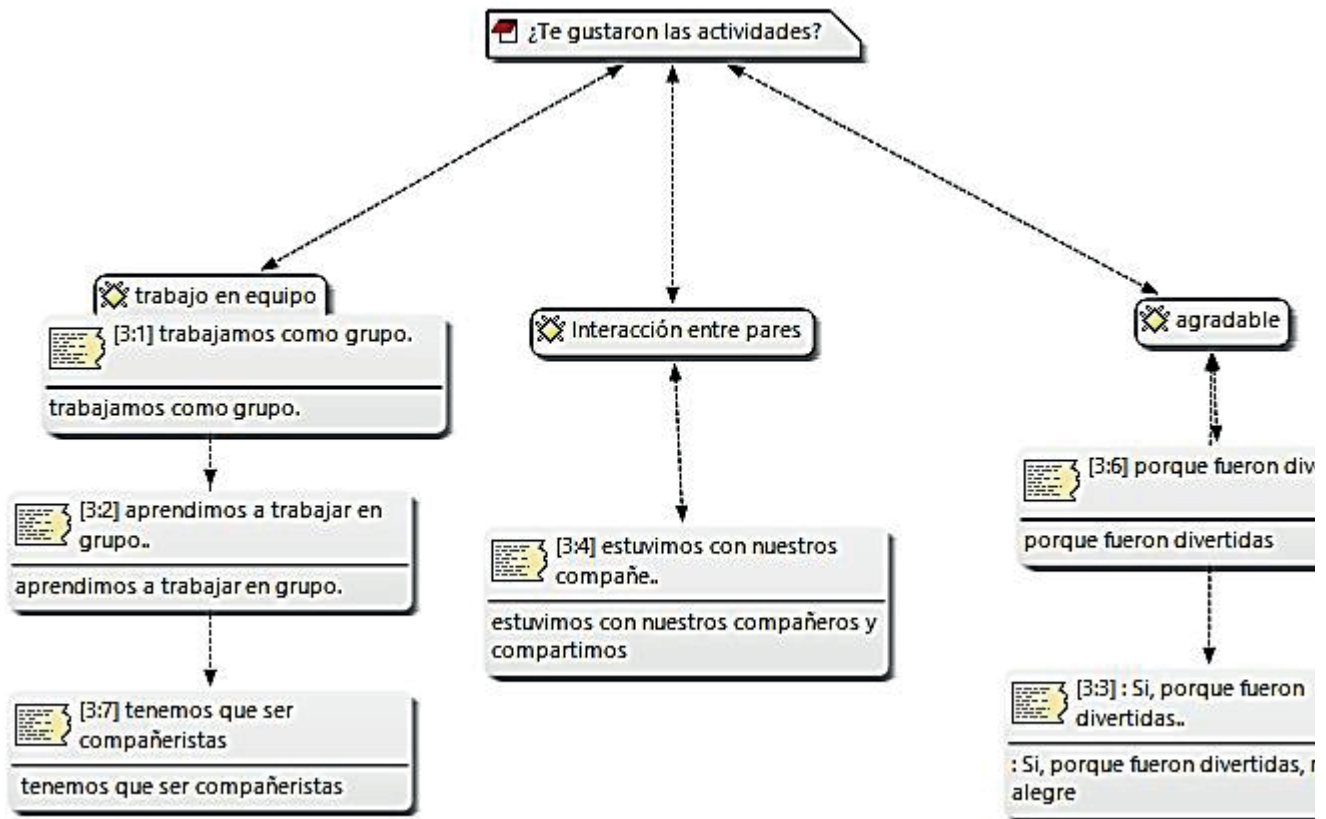 ¿Te gustaron las actividades?
trabajo en equipo
[3:1] trabajamos como grupo.
trabajamos como grupo.
[3:2] aprendimos a trabajar en
grupo..
aprendimos a trabajar en grupo.
[3:7] tenemos que ser
compañeristas
tenemos que ser compañeristas
Interacción entre pares
[3:4] estuvimos con nuestros
compañe..
estuvimos con nuestros compañeros y
compartimos
agradable
[3:6] porque fueron
porque fueron divertidas
[3:3] : Si, porque fueron
divertidas..
: Si, porque fueron divertidas,
alegre